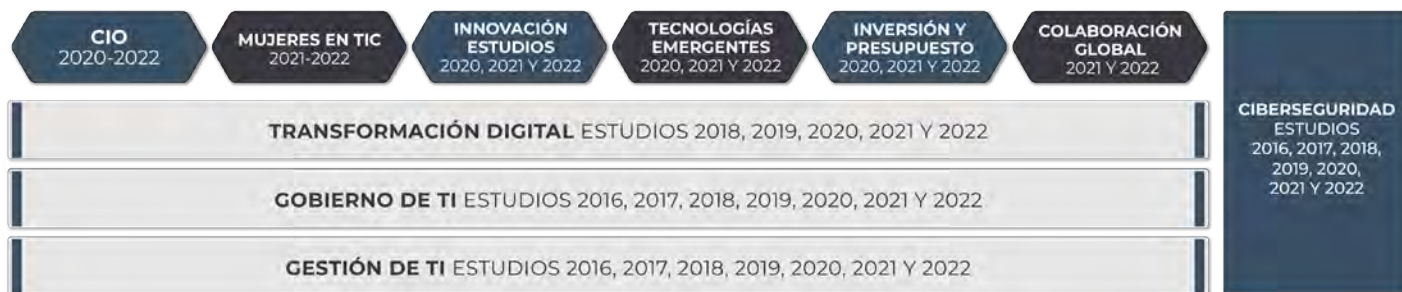 CIO
2020-2022
MUJERES EN TIC
2021-2022
INNOVACIÓN
ESTUDIOS
2020, 2021 Y 2022
TECNOLOGÍAS
EMERGENTES
2020, 2021 Y 2022
INVERSIÓN Y
PRESUPUESTO
2020, 2021 Y 2022
COLABORACIÓN
GLOBAL
2021 Y 2022
TRANSFORMACIÓN DIGITAL ESTUDIOS 2018, 2019, 2020, 2021 Y 2022
GOBIERNO DE TI ESTUDIOS 2016, 2017, 2018, 2019, 2020, 2021 Y 2022
GESTIÓN DE TI ESTUDIOS 2016, 2017, 2018, 2019, 2020, 2021 Y 2022
CIBERSEGURIDAD
ESTUDIOS
2016, 2017, 2018,
2019, 2020,
2021 Y 2022